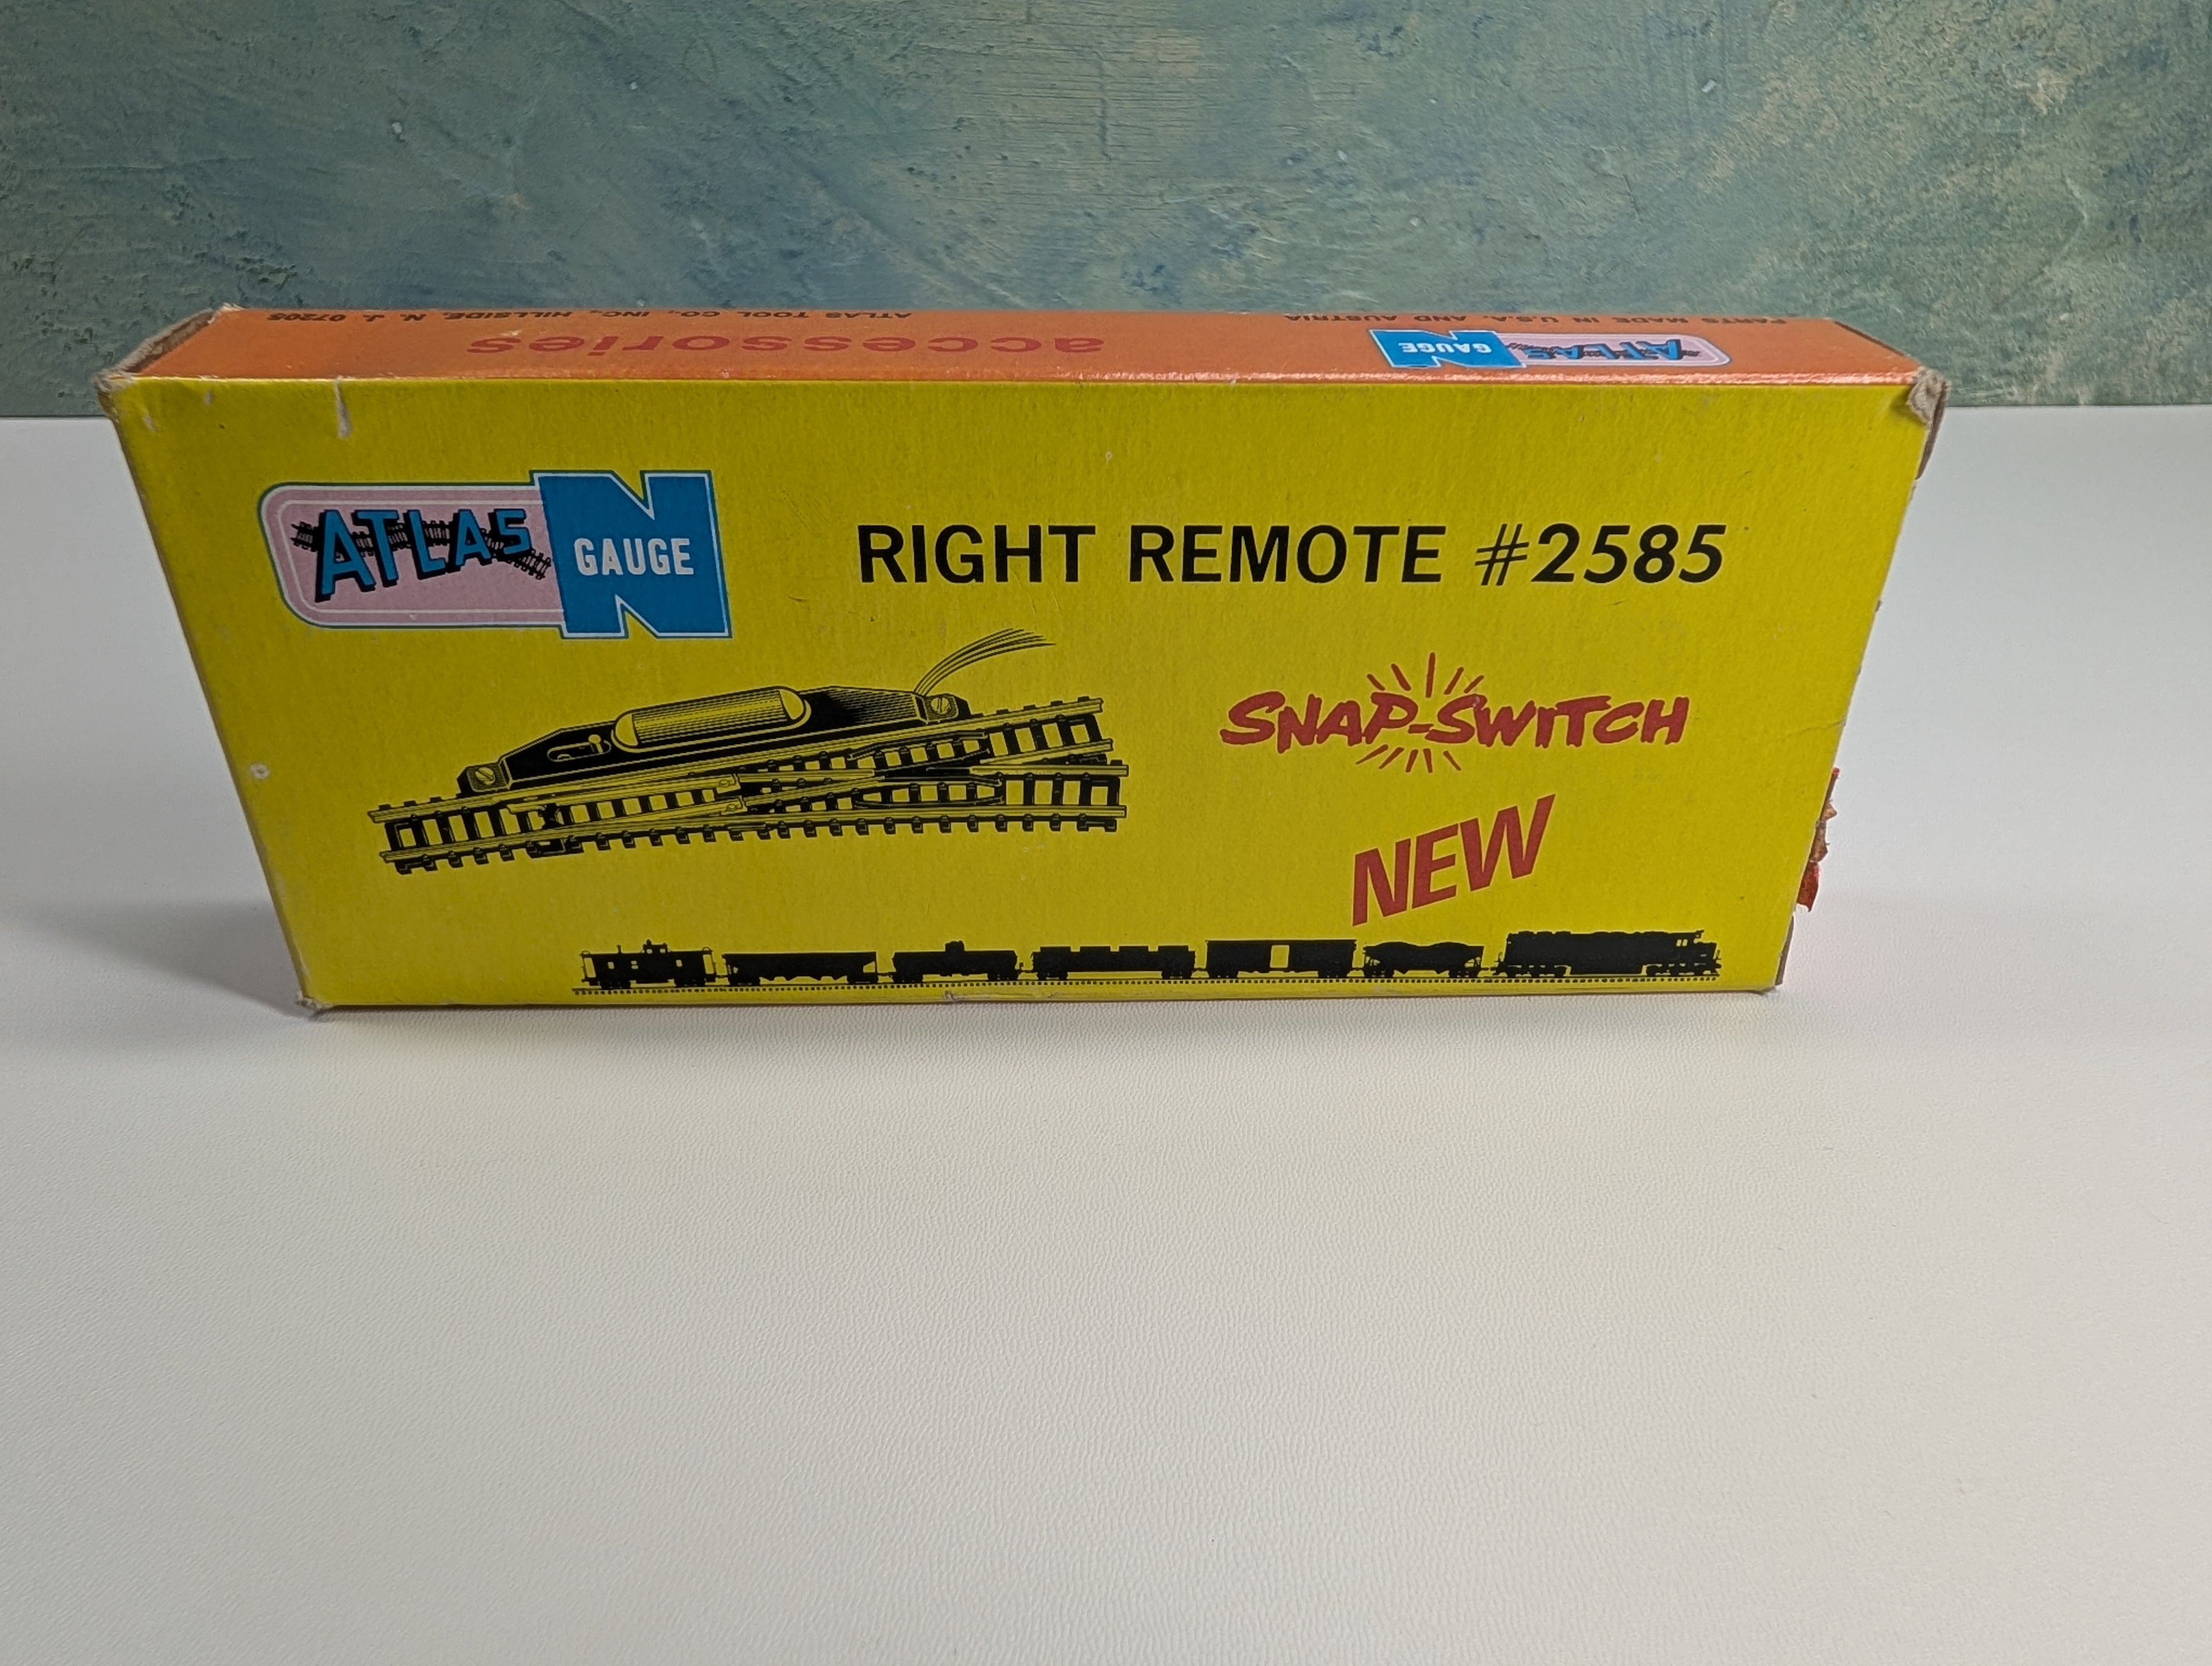 ATLAS TOOL CO., INC., HILLSIDE, N. J. 07205
PARTS MADE IN U.S.A. AND AUSTRIA
accessories
ATLAS N GAUGE
ATLAS N GAUGE
RIGHT REMOTE #2585
SNAP-SWITCH
NEW